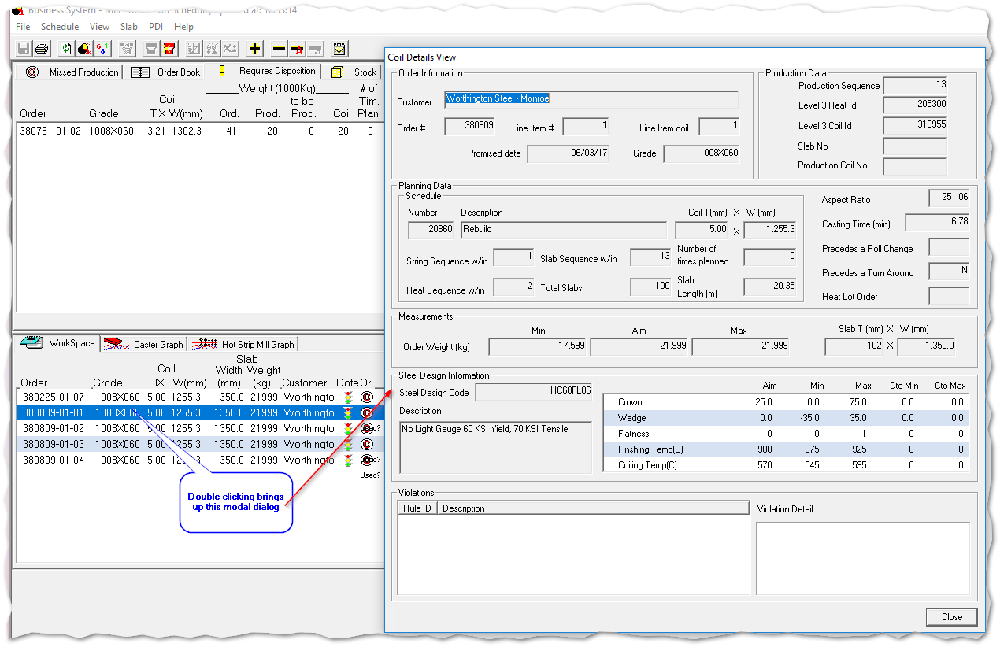 Business System - Mill Production Schedule, updated at: 10:53:14
File Schedule View Slab PDI Help
DMO
Missed Production Order Book Requires Disposition Stock
Weight (1000Kg) # of
Coil to be Tim.
Order Grade T X W(mm) Ord. Prod. Prod. Coil Plan.
380751-01-02 1008X060 3.21 1302.3 41 20 0 20 0
WorkSpace Caster Graph Hot Strip Mill Graph
Slab
Coil Width Weight
Order Grade TX W(mm) (mm) (kg) Customer Date Ori
380225-01-07 1008X060 5.00 1255.3 1350.0 21999 Worthingto
380809-01-01 1008X060 5.00 1255.3 1350.0 21999 Worthingto
380809-01-02 1008X060 5.00 1255.3 1350.0 21999 Worthingto Used?
380809-01-03 1008X060 5.00 1255.3 1350.0 21999 Worthingto
380809-01-04 1008X060 5.00 1350.0 21999 Worthingto Used?
Used?
Double clicking brings
up this modal dialog
Coil Details View
Order Information
Customer Worthington Steel - Monroe
Order # 380809 Line Item # 1 Line Item coil 1
Promised date 06/03/17 Grade 1008X060
Production Data
Production Sequence 13
Level 3 Heat Id 205300
Level 3 Coil Id 313955
Slab No
Production Coil No
Planning Data
Schedule
Number Description Coil T(mm) X W (mm)
20860 Rebuild 5.00 X 1,255.3
String Sequence w/in 1 Slab Sequence w/in 13 Number of
times planned 0
Heat Sequence w/in 2 Total Slabs 100 Slab
Length (m) 20.35
Aspect Ratio 251.06
Casting Time (min) 6.78
Precedes a Roll Change
Precedes a Turn Around N
Heat Lot Order
Measurements
Min Aim Max Slab T (mm) X W (mm)
Order Weight (kg) 17,599 21,999 21,999 102 X 1,350.0
Steel Design Information
Steel Design Code HC60FL06
Description
Nb Light Gauge 60 KSI Yield, 70 KSI Tensile
Aim Min Max Cto Min Cto Max
Crown 25.0 0.0 75.0 0.0 0.0
Wedge 0.0 -35.0 35.0 0.0 0.0
Flatness 0 0 1 0 0
Finshing Temp(C) 900 875 925 0 0
Coiling Temp(C) 570 545 595 0 0
Violations
Rule ID Description
Violation Detail
Close